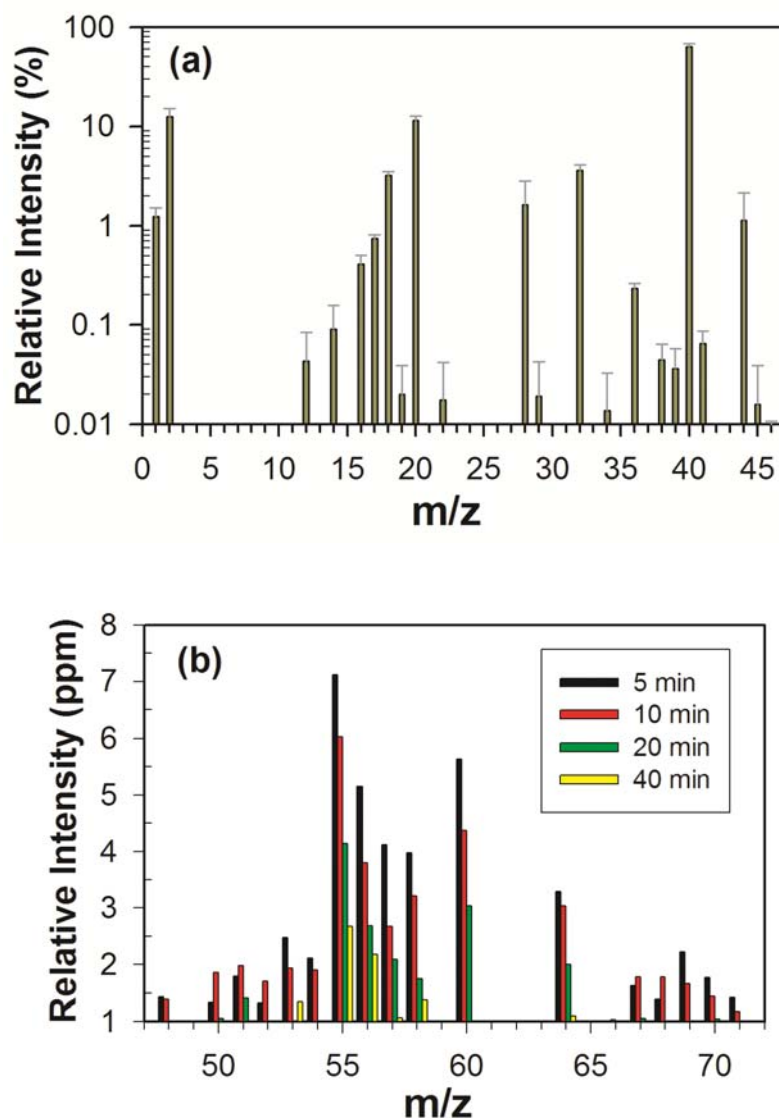 (a)
Relative Intensity (%)
100
10
1
0.1
0.01
0 5 10 15 20 25 30 35 40 45
m/z
(b)
Relative Intensity (ppm)
8
7
6
5
4
3
2
1
5 min
10 min
20 min
40 min
50 55 60 65 70
m/z